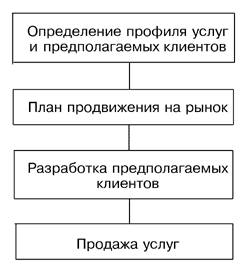 Определение профиля услуг
и предполагаемых клиентов
План продвижения на рынок
Разработка предполагаемых
клиентов
Продажа услуг